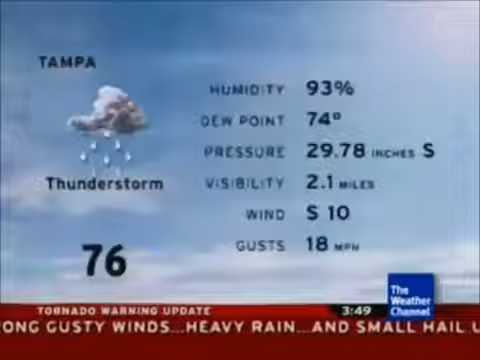 TAMPA
Thunderstorm
76
HUMIDITY 93%
DEW POINT 74°
PRESSURE 29.78 INCHES S
VISIBILITY 2.1 MILES
WIND S 10
GUSTS 18 MPH
The
Weather
Channel
TORNADO WARNING UPDATE 3:49
ONG GUSTY WINDS...HEAVY RAIN...AND SMALL HAIL U